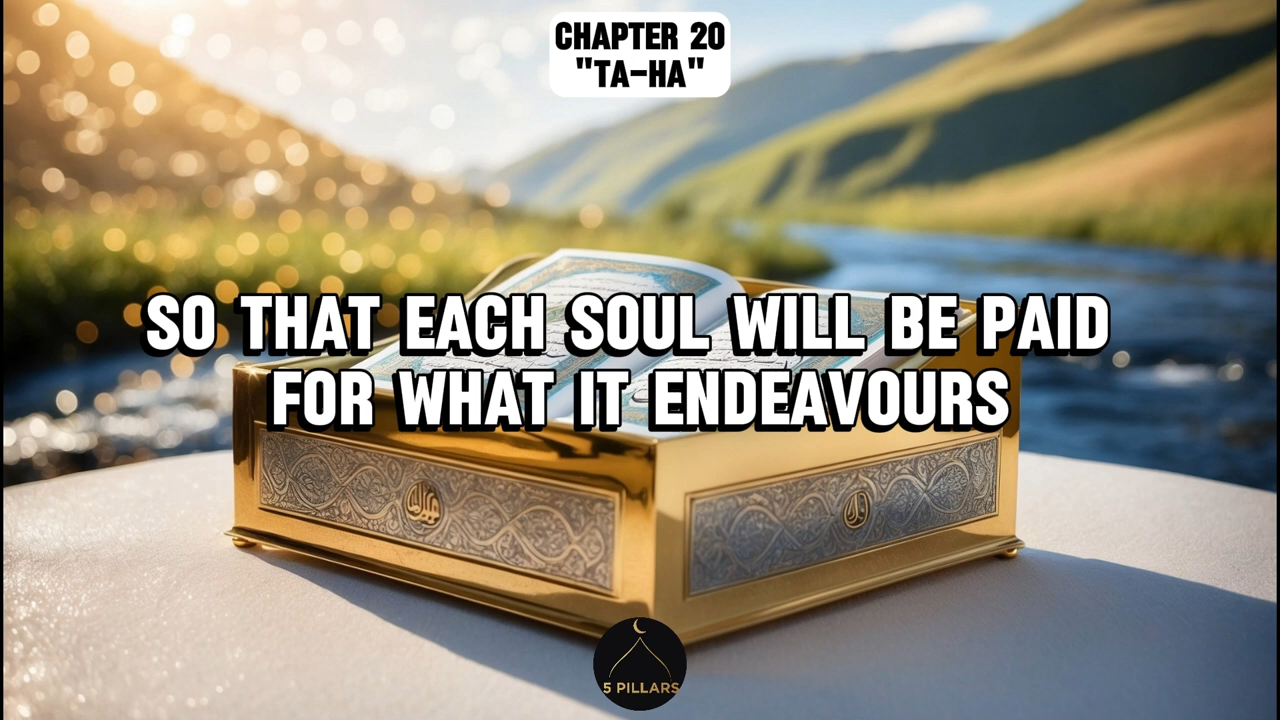 CHAPTER 20
"TA-HA"
SO THAT EACH SOUL WILL BE PAID
FOR WHAT IT ENDEAVOURS
5 PILLARS